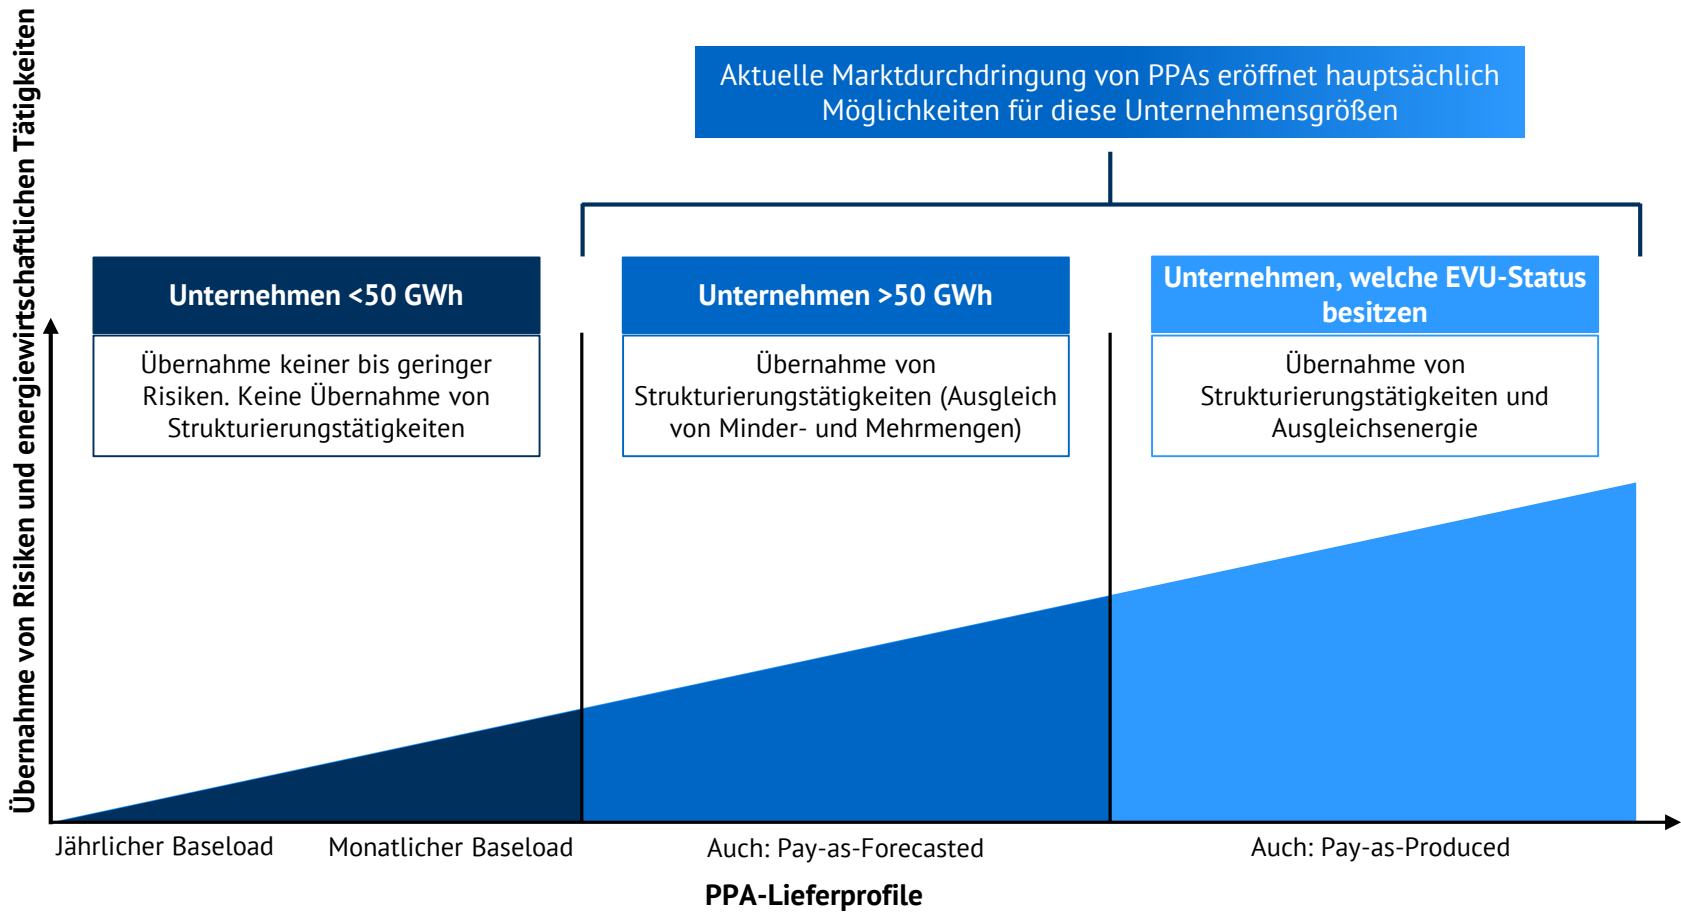 Übernahme von Risiken und energiewirtschaftlichen Tätigkeiten
Aktuelle Marktdurchdringung von PPAs eröffnet hauptsächlich
Möglichkeiten für diese Unternehmensgrößen
Unternehmen <50 GWh
Übernahme keiner bis geringer
Risiken. Keine Übernahme von
Strukturierungstätigkeiten
Unternehmen >50 GWh
Übernahme von
Strukturierungstätigkeiten (Ausgleich
von Minder- und Mehrmengen)
Unternehmen, welche EVU-Status
besitzen
Übernahme von
Strukturierungstätigkeiten und
Ausgleichsenergie
Jährlicher Baseload
Monatlicher Baseload
Auch: Pay-as-Forecasted
Auch: Pay-as-Produced
PPA-Lieferprofile